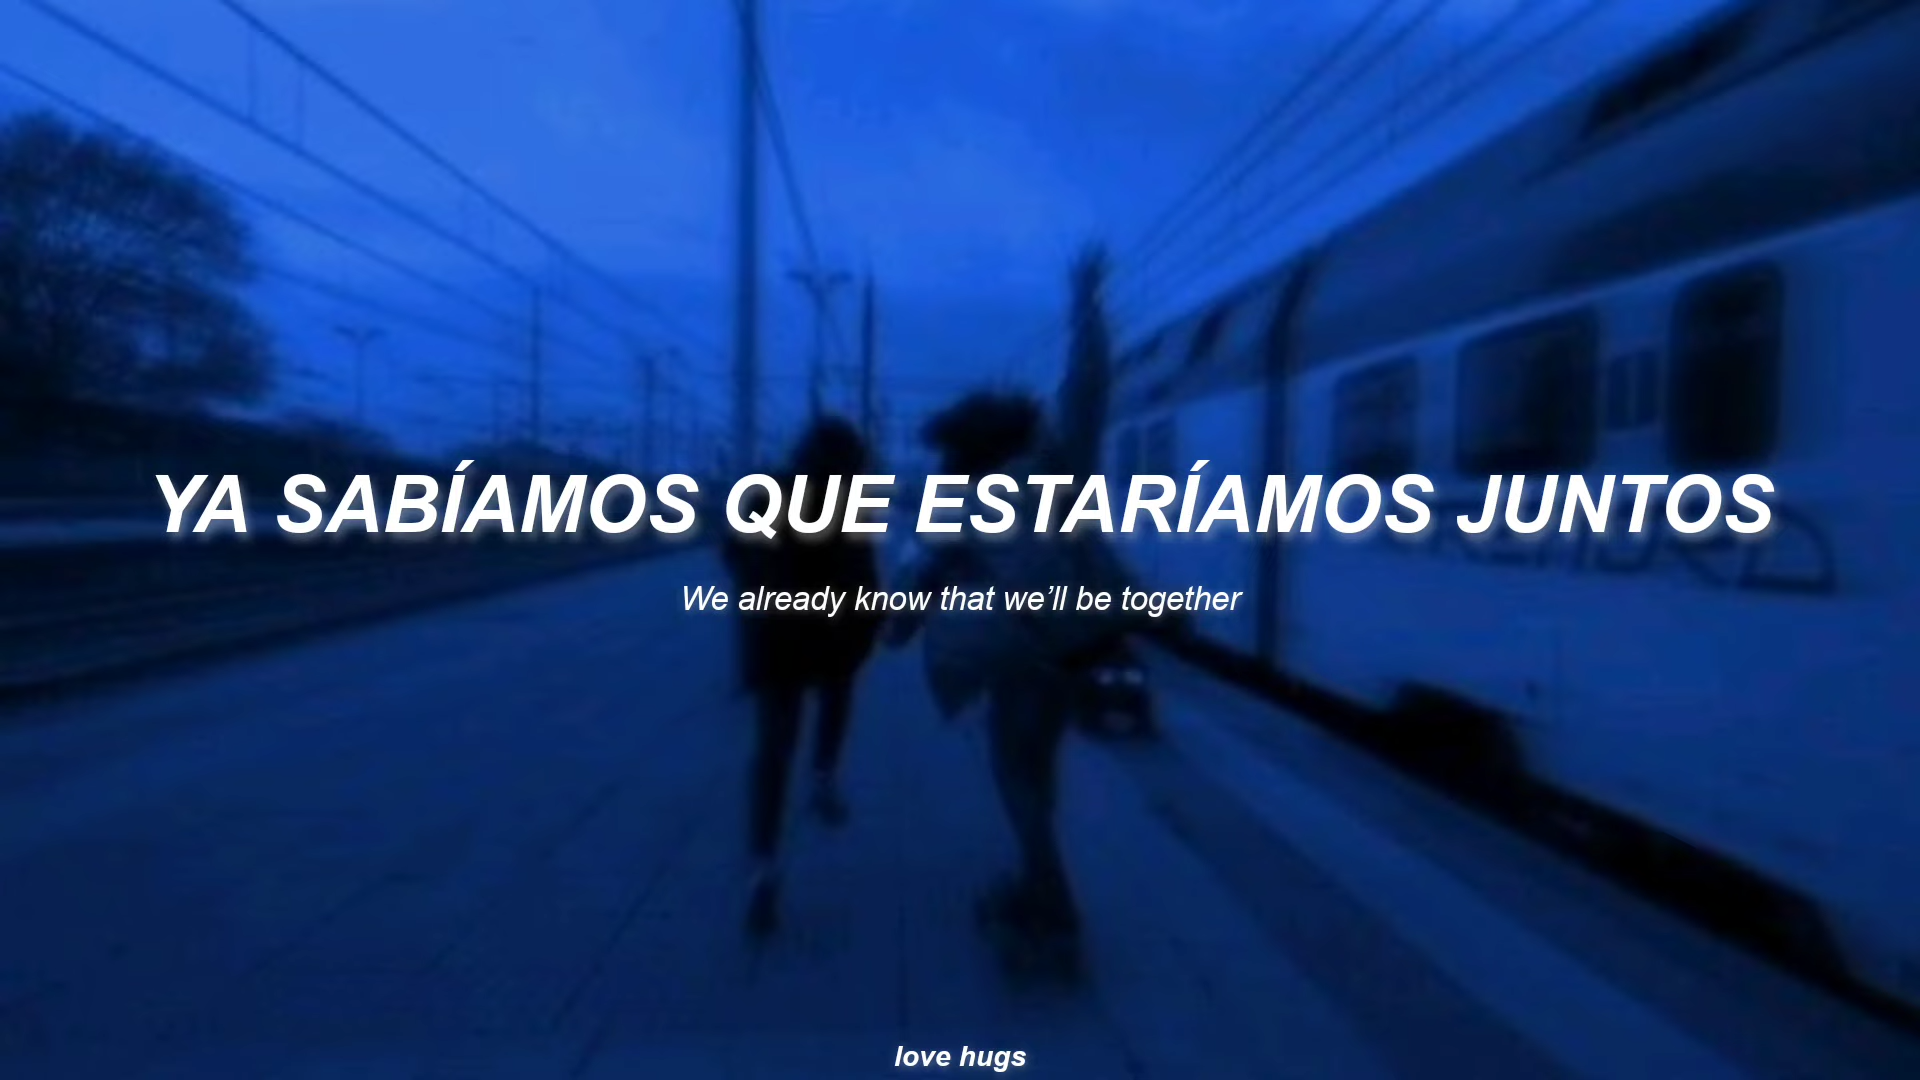 YA SABÍAMOS QUE ESTARÍAMOS JUNTOS
We already know that we’ll be together
love hugs